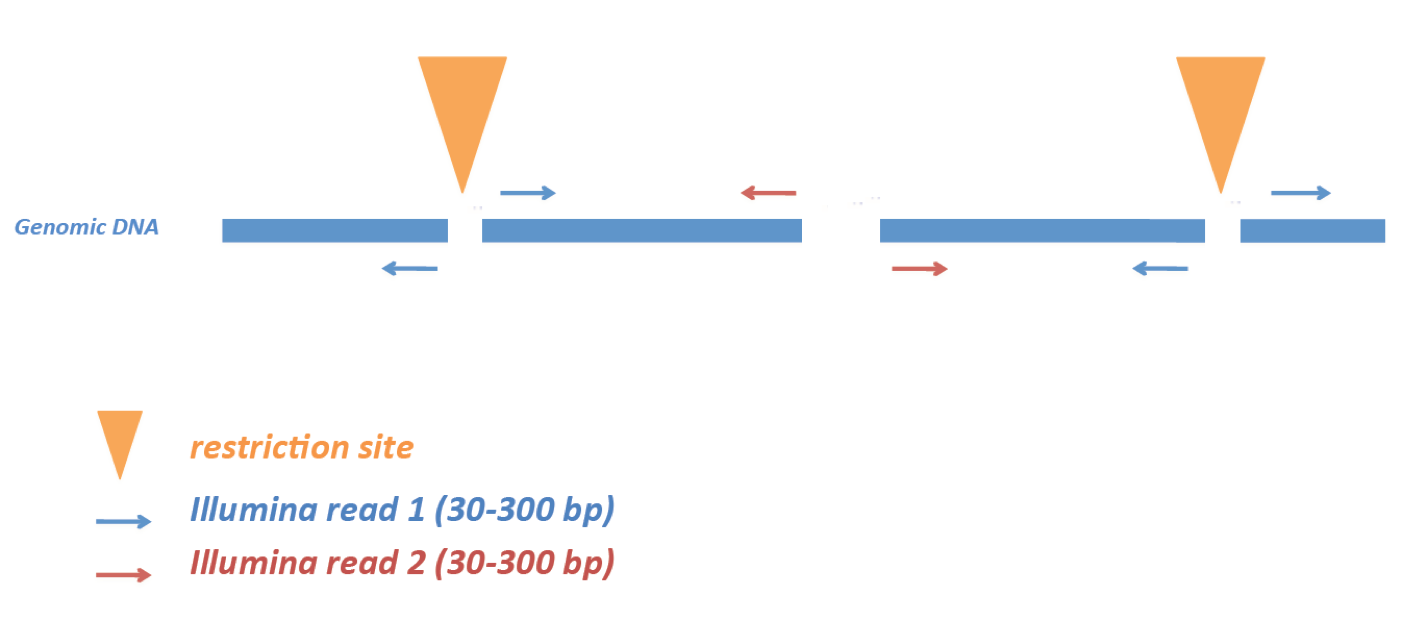 Genomic DNA
restriction site
Illumina read 1 (30-300 bp)
Illumina read 2 (30-300 bp)